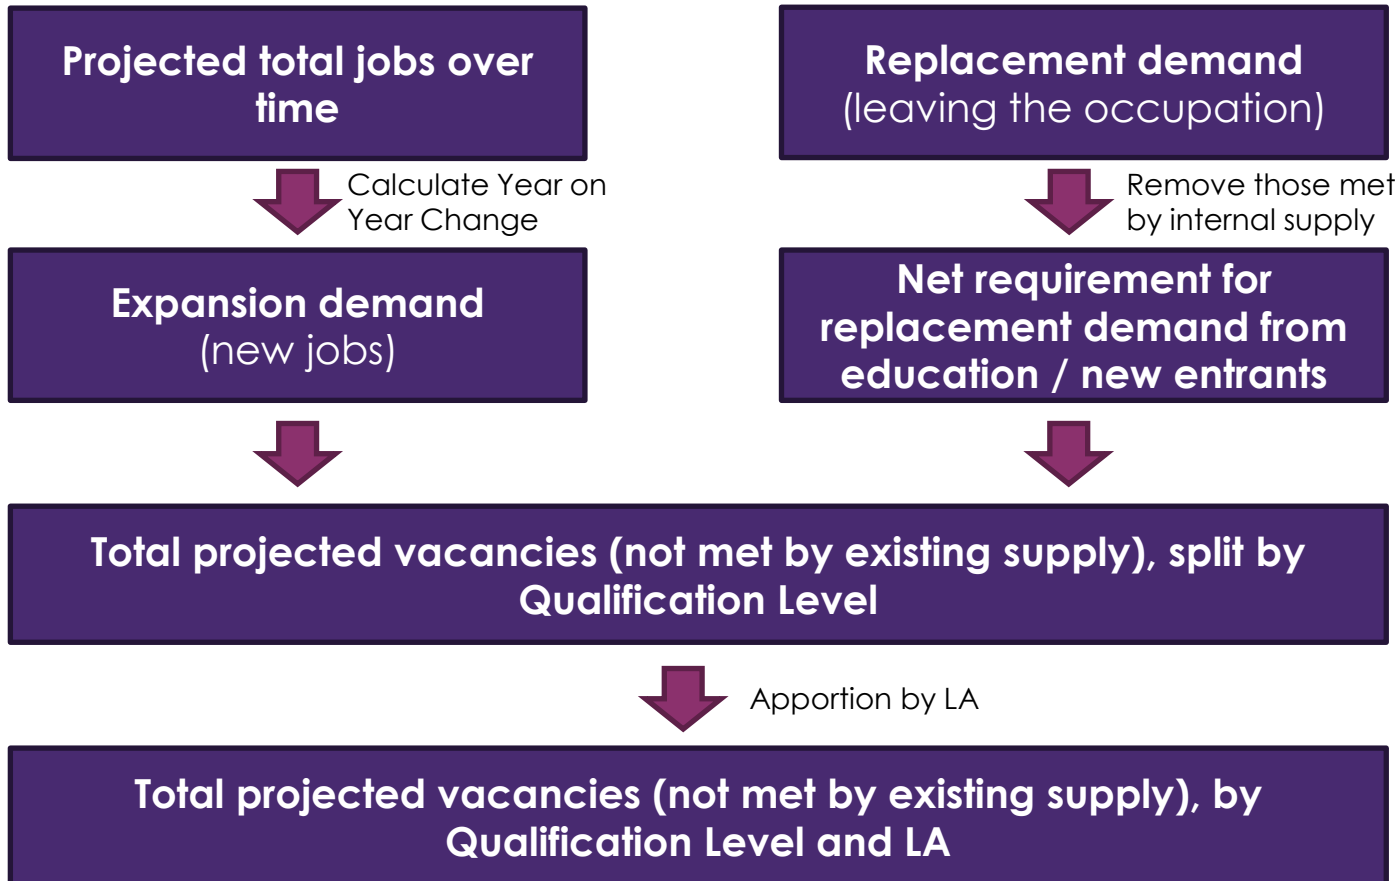 Projected total jobs over
time
Replacement demand
(leaving the occupation)
Calculate Year on
Year Change
Remove those met
by internal supply
Expansion demand
(new jobs)
Net requirement for
replacement demand from
education / new entrants
Total projected vacancies (not met by existing supply), split by
Qualification Level
Apportion by LA
Total projected vacancies (not met by existing supply), by
Qualification Level and LA